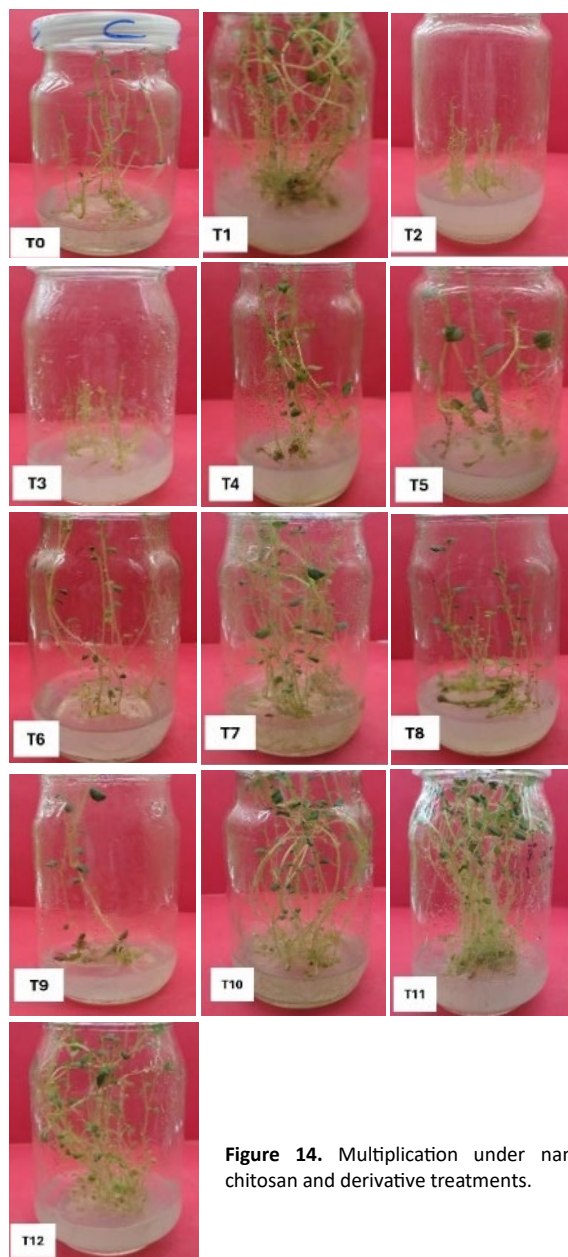 C
T0
T1
T2
T3
T4
T5
T6
T7
T8
T9
T10
T11
T12
Figure 14. Multiplication under nan
chitosan and derivative treatments.